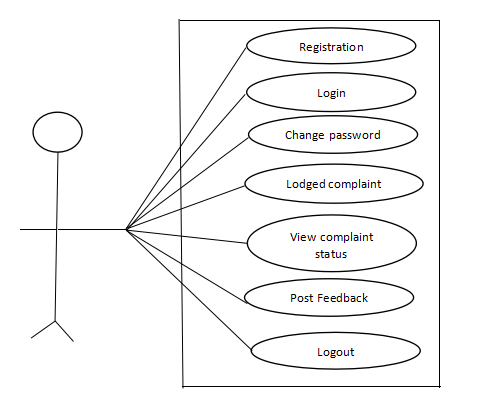 Registration
Login
Change password
Lodged complaint
View complaint
status
Post Feedback
Logout